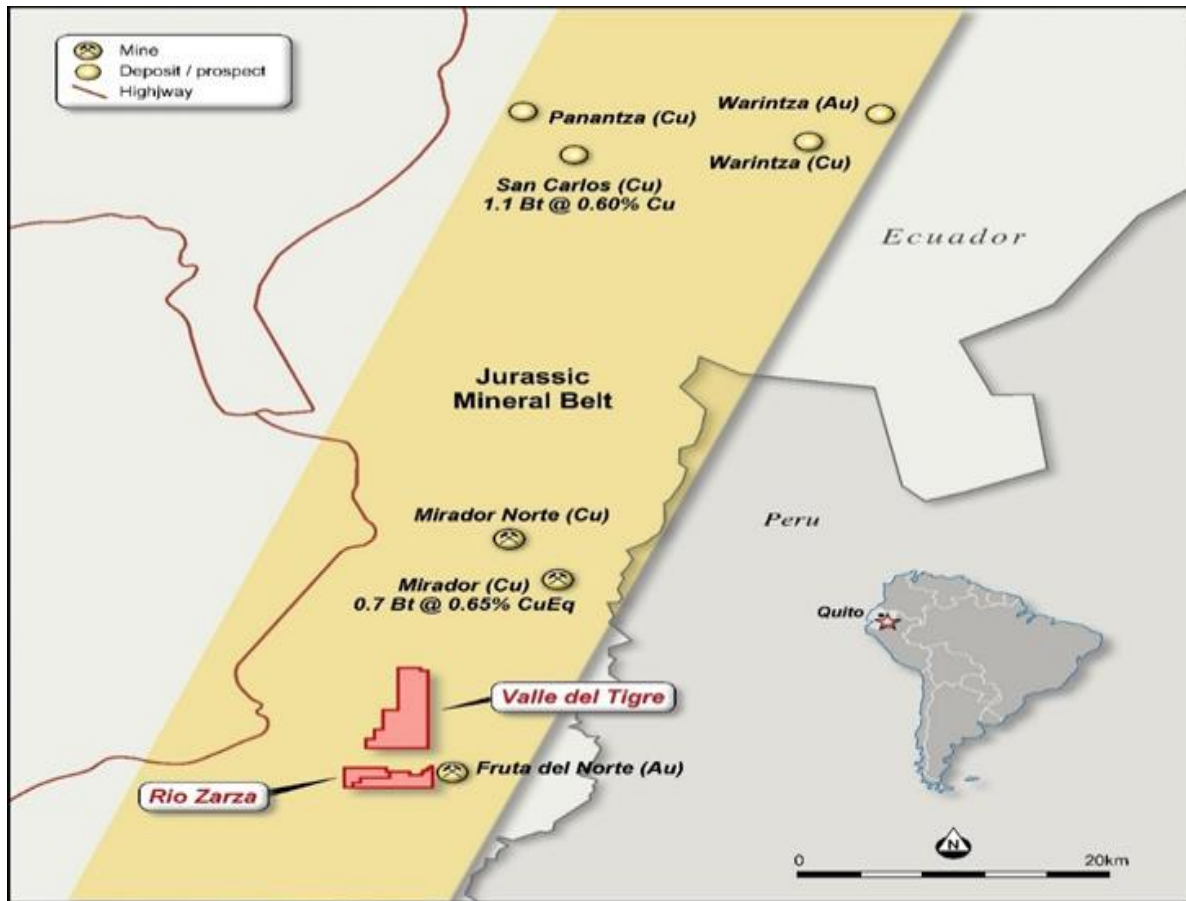 Mine
Deposit / prospect
Highjway
Panantza (Cu)
Warintza (Au)
Warintza (Cu)
San Carlos (Cu)
1.1 Bt @ 0.60% Cu
Ecuador
Jurassic
Mineral Belt
Mirador Norte (Cu)
Peru
Mirador (Cu)
0.7 Bt @ 0.65% CuEq
Quito
Valle del Tigre
Fruta del Norte (Au)
Rio Zarza
N
0
20km